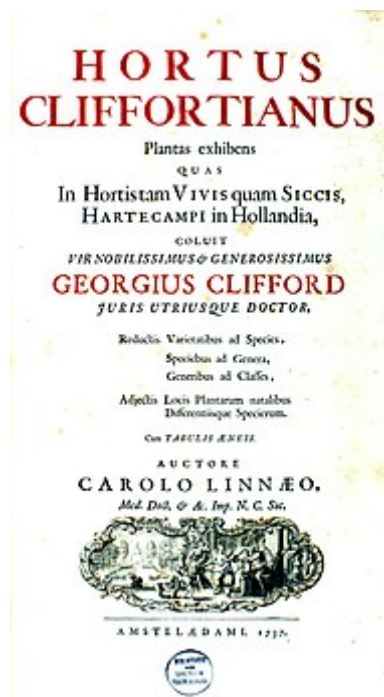 HORTUS
CLIFFORTIANUS
Plantas exhibens
QUAS
In Hortis tam VIVIS quam SICCIS,
HARTECAMPI in Hollandia,
COLUIT
VIR NOBILISSIMUS & GENEROSISSIMUS
GEORGIUS CLIFFORD
JURIS UTRIUSQUE DOCTOR,
Reductis Varietatibus ad Species,
Speciebus ad Genera,
Generibus ad Classes,
Adjectis Locis Plantarum natalibus
Differentiisque Specierum.
Cum TABULIS ÆNEIS.
AUCTORE
CAROLO LINNÆO,
Med. Doct. & Ac. Imp. N. C. Soc.
AMSTELÆDAMI. 1737.